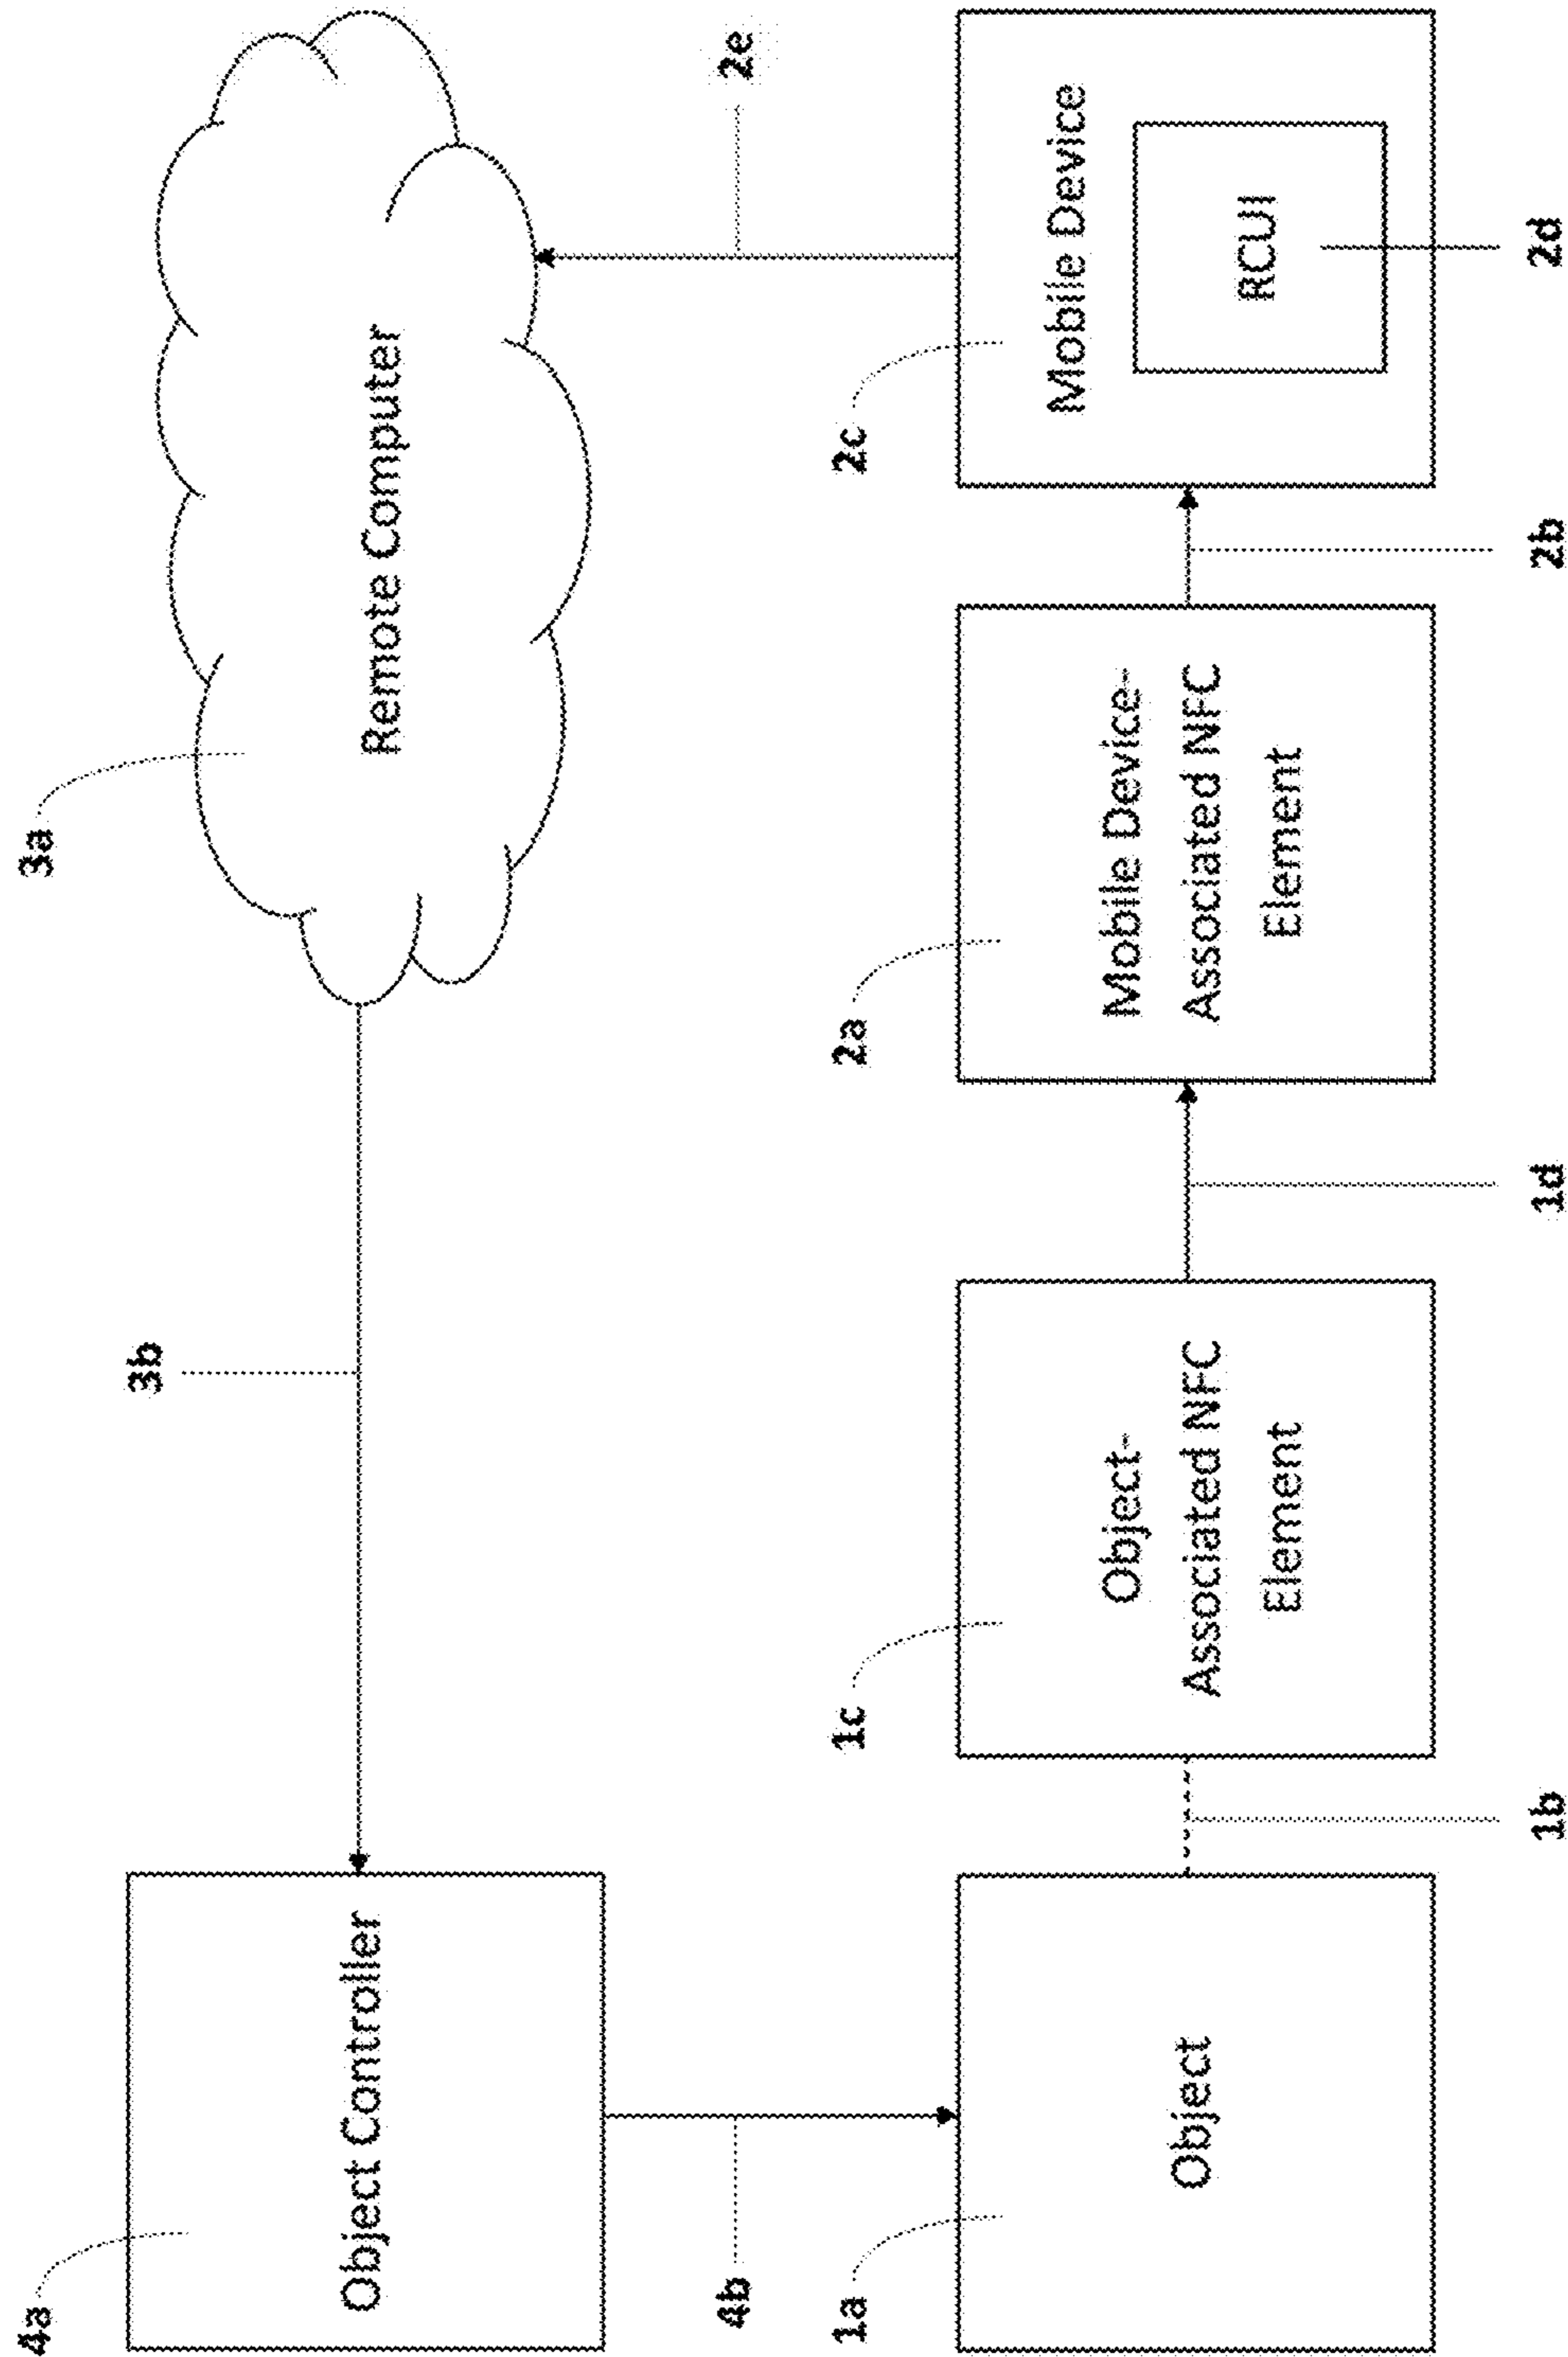 4a
3b
3a
Object Controller
Remote Computer
4b
2e
1a
1c
2a
2c
Object
Object-
Associated NFC
Element
Mobile Device-
Associated NFC
Element
Mobile Device
RCUI
1b
1d
2b
2d